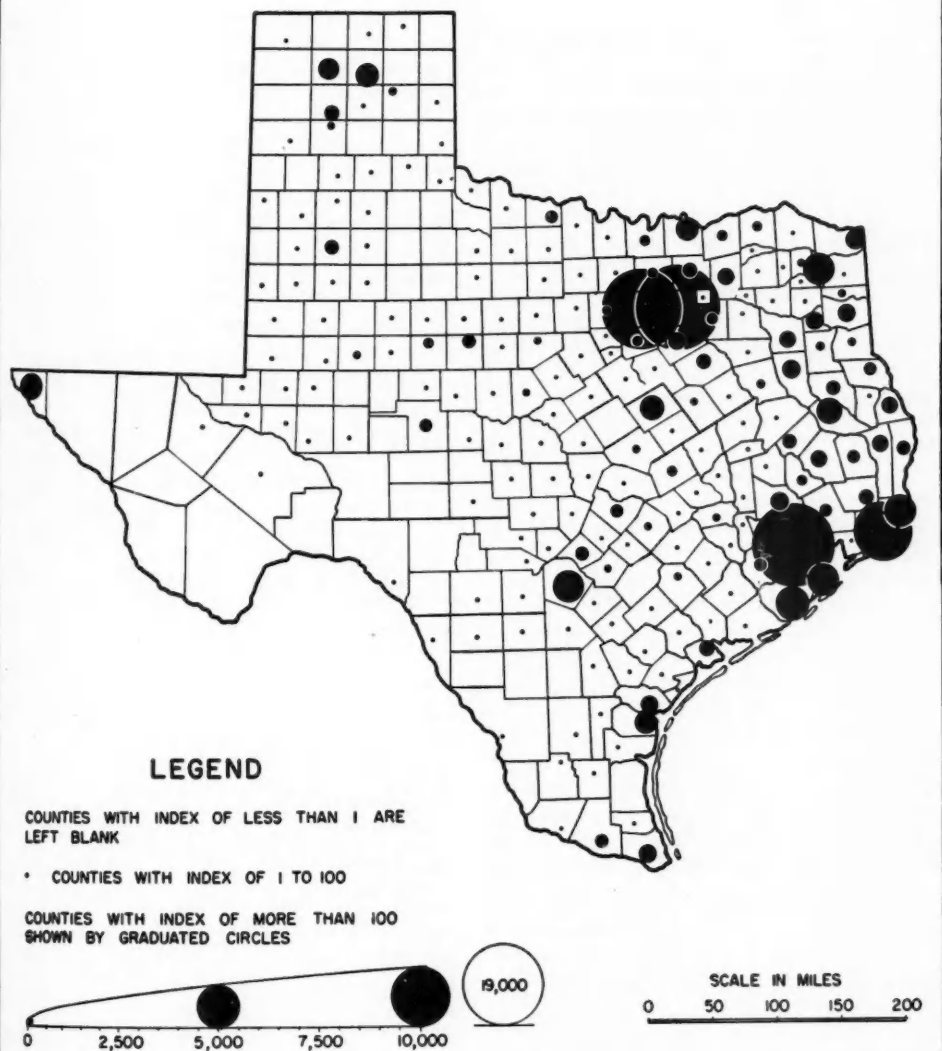 LEGEND
COUNTIES WITH INDEX OF LESS THAN 1 ARE
LEFT BLANK
• COUNTIES WITH INDEX OF 1 TO 100
COUNTIES WITH INDEX OF MORE THAN 100
SHOWN BY GRADUATED CIRCLES
19,000
0 2,500 5,000 7,500 10,000
SCALE IN MILES
0 50 100 150 200